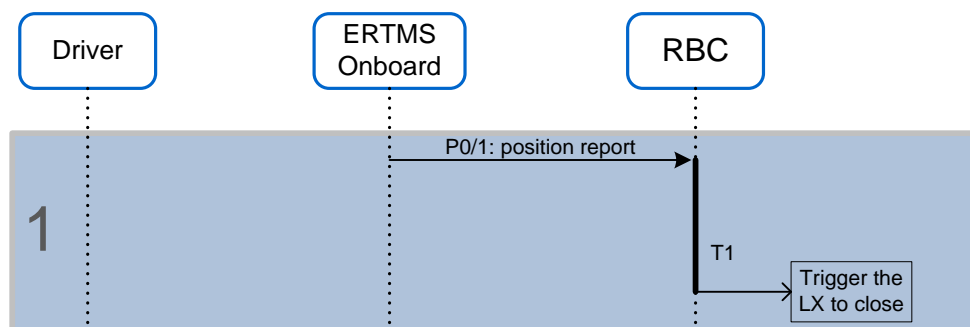 Driver
ERTMS
Onboard
RBC
P0/1: position report
1
T1
Trigger the
LX to close